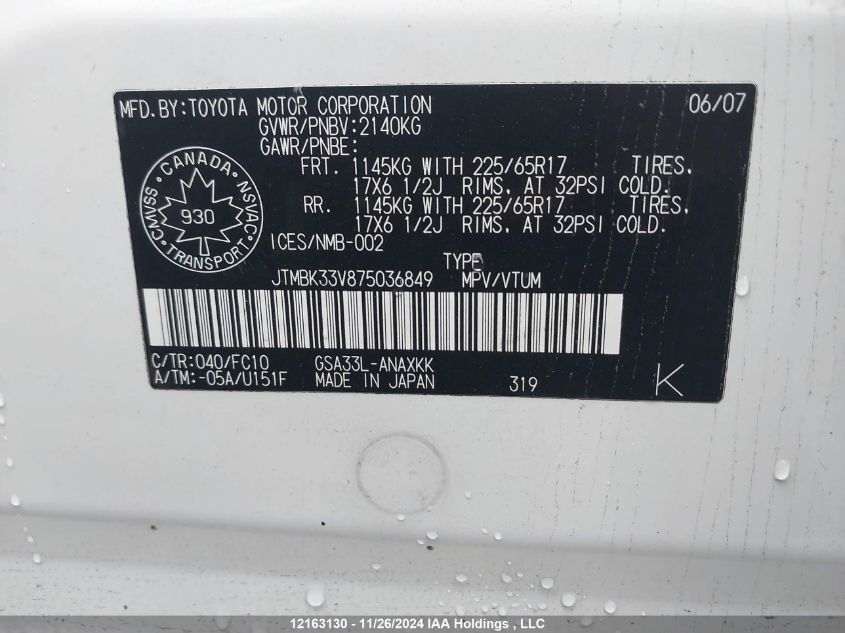 MFD.BY:TOYOTA MOTOR CORPORATION 06/07
GVWR/PNBV:2140KG
GAWR/PNBE:
FRT. 1145KG WITH 225/65R17 TIRES.
17X6 1/2J RIMS. AT 32PSI COLD.
RR. 1145KG WITH 225/65R17 TIRES.
17X6 1/2J RIMS. AT 32PSI COLD.
CANADA
CMVSS 930 NSVAC
TRANSPORT
ICES/NMB-002
TYPE
JTMBK33V875036849 MPV/VTUM
C/TR:040/FC10 GSA33L-ANAXKK
A/TM:-05A/U151F MADE IN JAPAN 319 K
12163130 - 11/26/2024 IAA Holdings , LLC